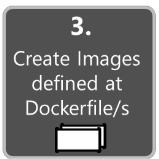 3.
Create Images
defined at
Dockerfile/s